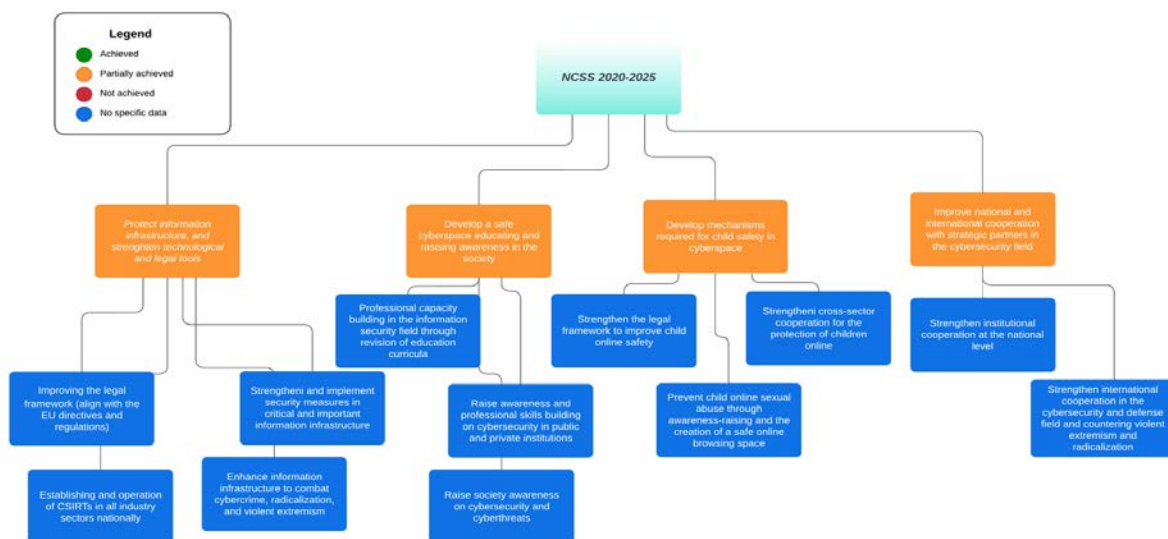 Legend
Achieved
Partially achieved
Not achieved
No specific data
NCSS 2020-2025
Protect information
infrastructure, and
strenghten technological
and legal tools
Develop a safe
cyberspace educating and
rasising awareness in the
society
Develop mechanisms
required for child safety in
cyberspace
Improve national and
international cooperation
with strategic partners in
the cybersecurity field
Professional capacity
building in the information
security field through
revision of education
curricula
Strengthen the legal
framework to improve child
online safety
Strengtheni cross-sector
cooperation for the
protection of children
online
Strengthen institutional
cooperation at the national
level
Improving the legal
framework (align with the
EU directives and
regulations)
Strengtheni and implement
security measures in
critical and important
information infrastructure
Raise awareness and
professional skills building
on cybersecurity in public
and private institutions
Prevent child online sexual
abuse through
awareness-raising and the
creation of a safe online
browsing space
Strengthen international
cooperation in the
cybersecurity and defense
field and countering violent
extremism and
radicalization
Establishing and operation
of CSIRTs in all industry
sectors nationally
Enhance information
infrastructure to combat
cybercrime, radicalization,
and violent extremism
Raise society awareness
on cybersecurity and
cyberthreats